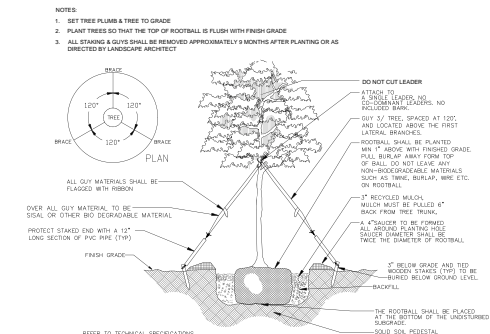 NOTES:
1. SET TREE PLUMB & TREE TO GRADE
2. PLANT TREES SO THAT THE TOP OF ROOTBALL IS FLUSH WITH FINISH GRADE
3. ALL STAKING & GUYS SHALL BE REMOVED APPROXIMATELY 9 MONTHS AFTER PLANTING OR AS
DIRECTED BY LANDSCAPE ARCHITECT
BRACE
120°
120°
TREE
120°
BRACE
BRACE
PLAN
DO NOT CUT LEADER
ATTACH TO
A SINGLE LEADER, NO
CO-DOMINANT LEADERS. NO
INCLUDED BARK.
GUY 3/ TREE, SPACED AT 120°,
AND LOCATED ABOVE THE FIRST
LATERAL BRANCHES.
ROOTBALL SHALL BE PLANTED
MIN 1" ABOVE WITH FINISHED GRADE.
PULL BURLAP AWAY FORM TOP
OF BALL. DO NOT LEAVE ANY
NON-BIODEGRADEABLE MATERIALS
SUCH AS TWINE, BURLAP, WIRE ETC.
ON ROOTBALL
ALL GUY MATERIALS SHALL BE
FLAGGED WITH RIBBON
OVER ALL GUY MATERIAL TO BE
SISAL OR OTHER BIO DEGRADABLE MATERIAL
PROTECT STAKED END WITH A 12"
LONG SECTION OF PVC PIPE (TYP)
FINISH GRADE
3" RECYCLED MULCH,
MULCH MUST BE PULLED 6"
BACK FROM TREE TRUNK,
A 4"SAUCER TO BE FORMED
ALL AROUND PLANTING HOLE
SAUCER DIAMETER SHALL BE
TWICE THE DIAMETER OF ROOTBALL
3" BELOW GRADE AND TIED
WOODEN STAKES (TYP) TO BE
BURIED BELOW GROUND LEVEL.
BACKFILL
THE ROOTBALL SHALL BE PLACED
AT THE BOTTOM OF THE UNDISTURBED
SUBGRADE.
SOLID SOIL PEDESTAL
REFER TO TECHNICAL SPECIFICATIONS